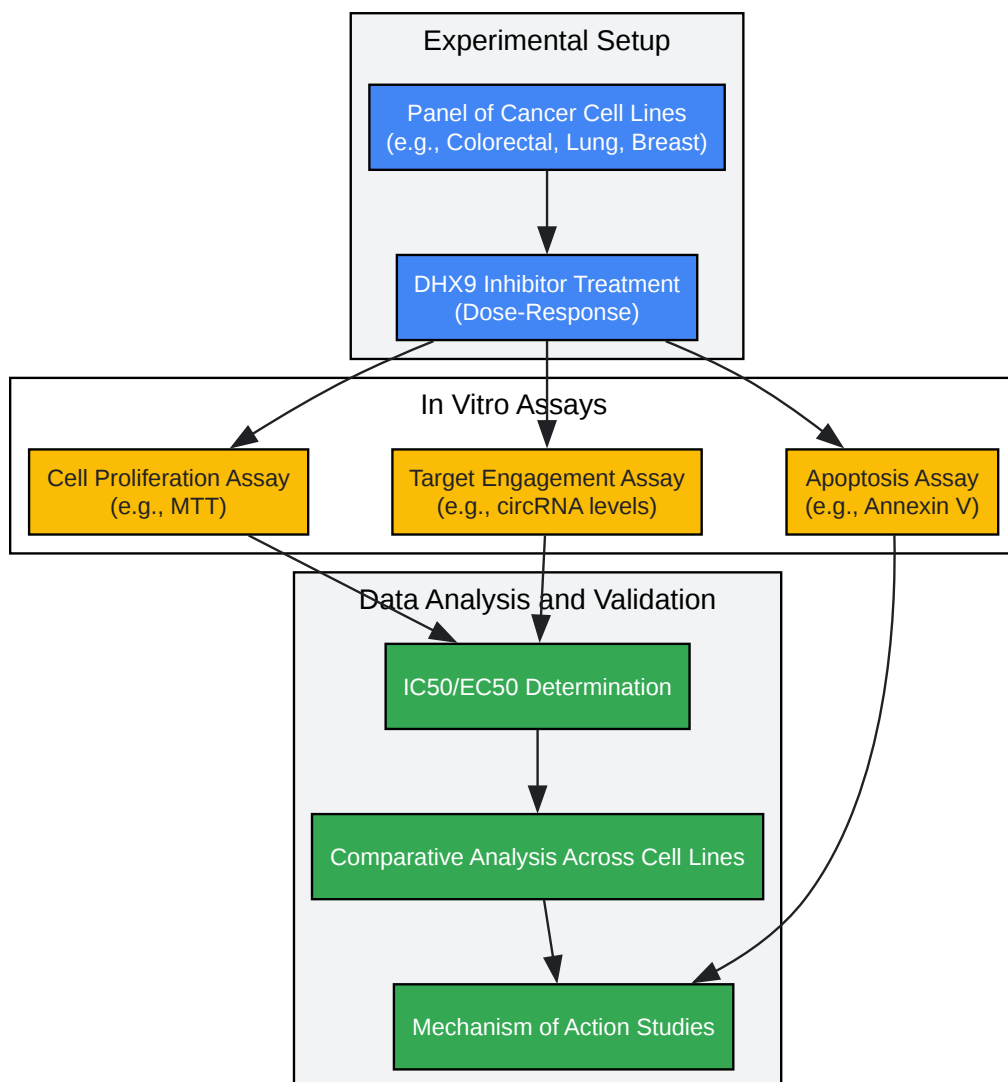 Experimental Setup
Panel of Cancer Cell Lines
(e.g., Colorectal, Lung, Breast)
DHX9 Inhibitor Treatment
(Dose-Response)
In Vitro Assays
Cell Proliferation Assay
(e.g., MTT)
Target Engagement Assay
(e.g., circRNA levels)
Apoptosis Assay
(e.g., Annexin V)
Data Analysis and Validation
IC50/EC50 Determination
Comparative Analysis Across Cell Lines
Mechanism of Action Studies